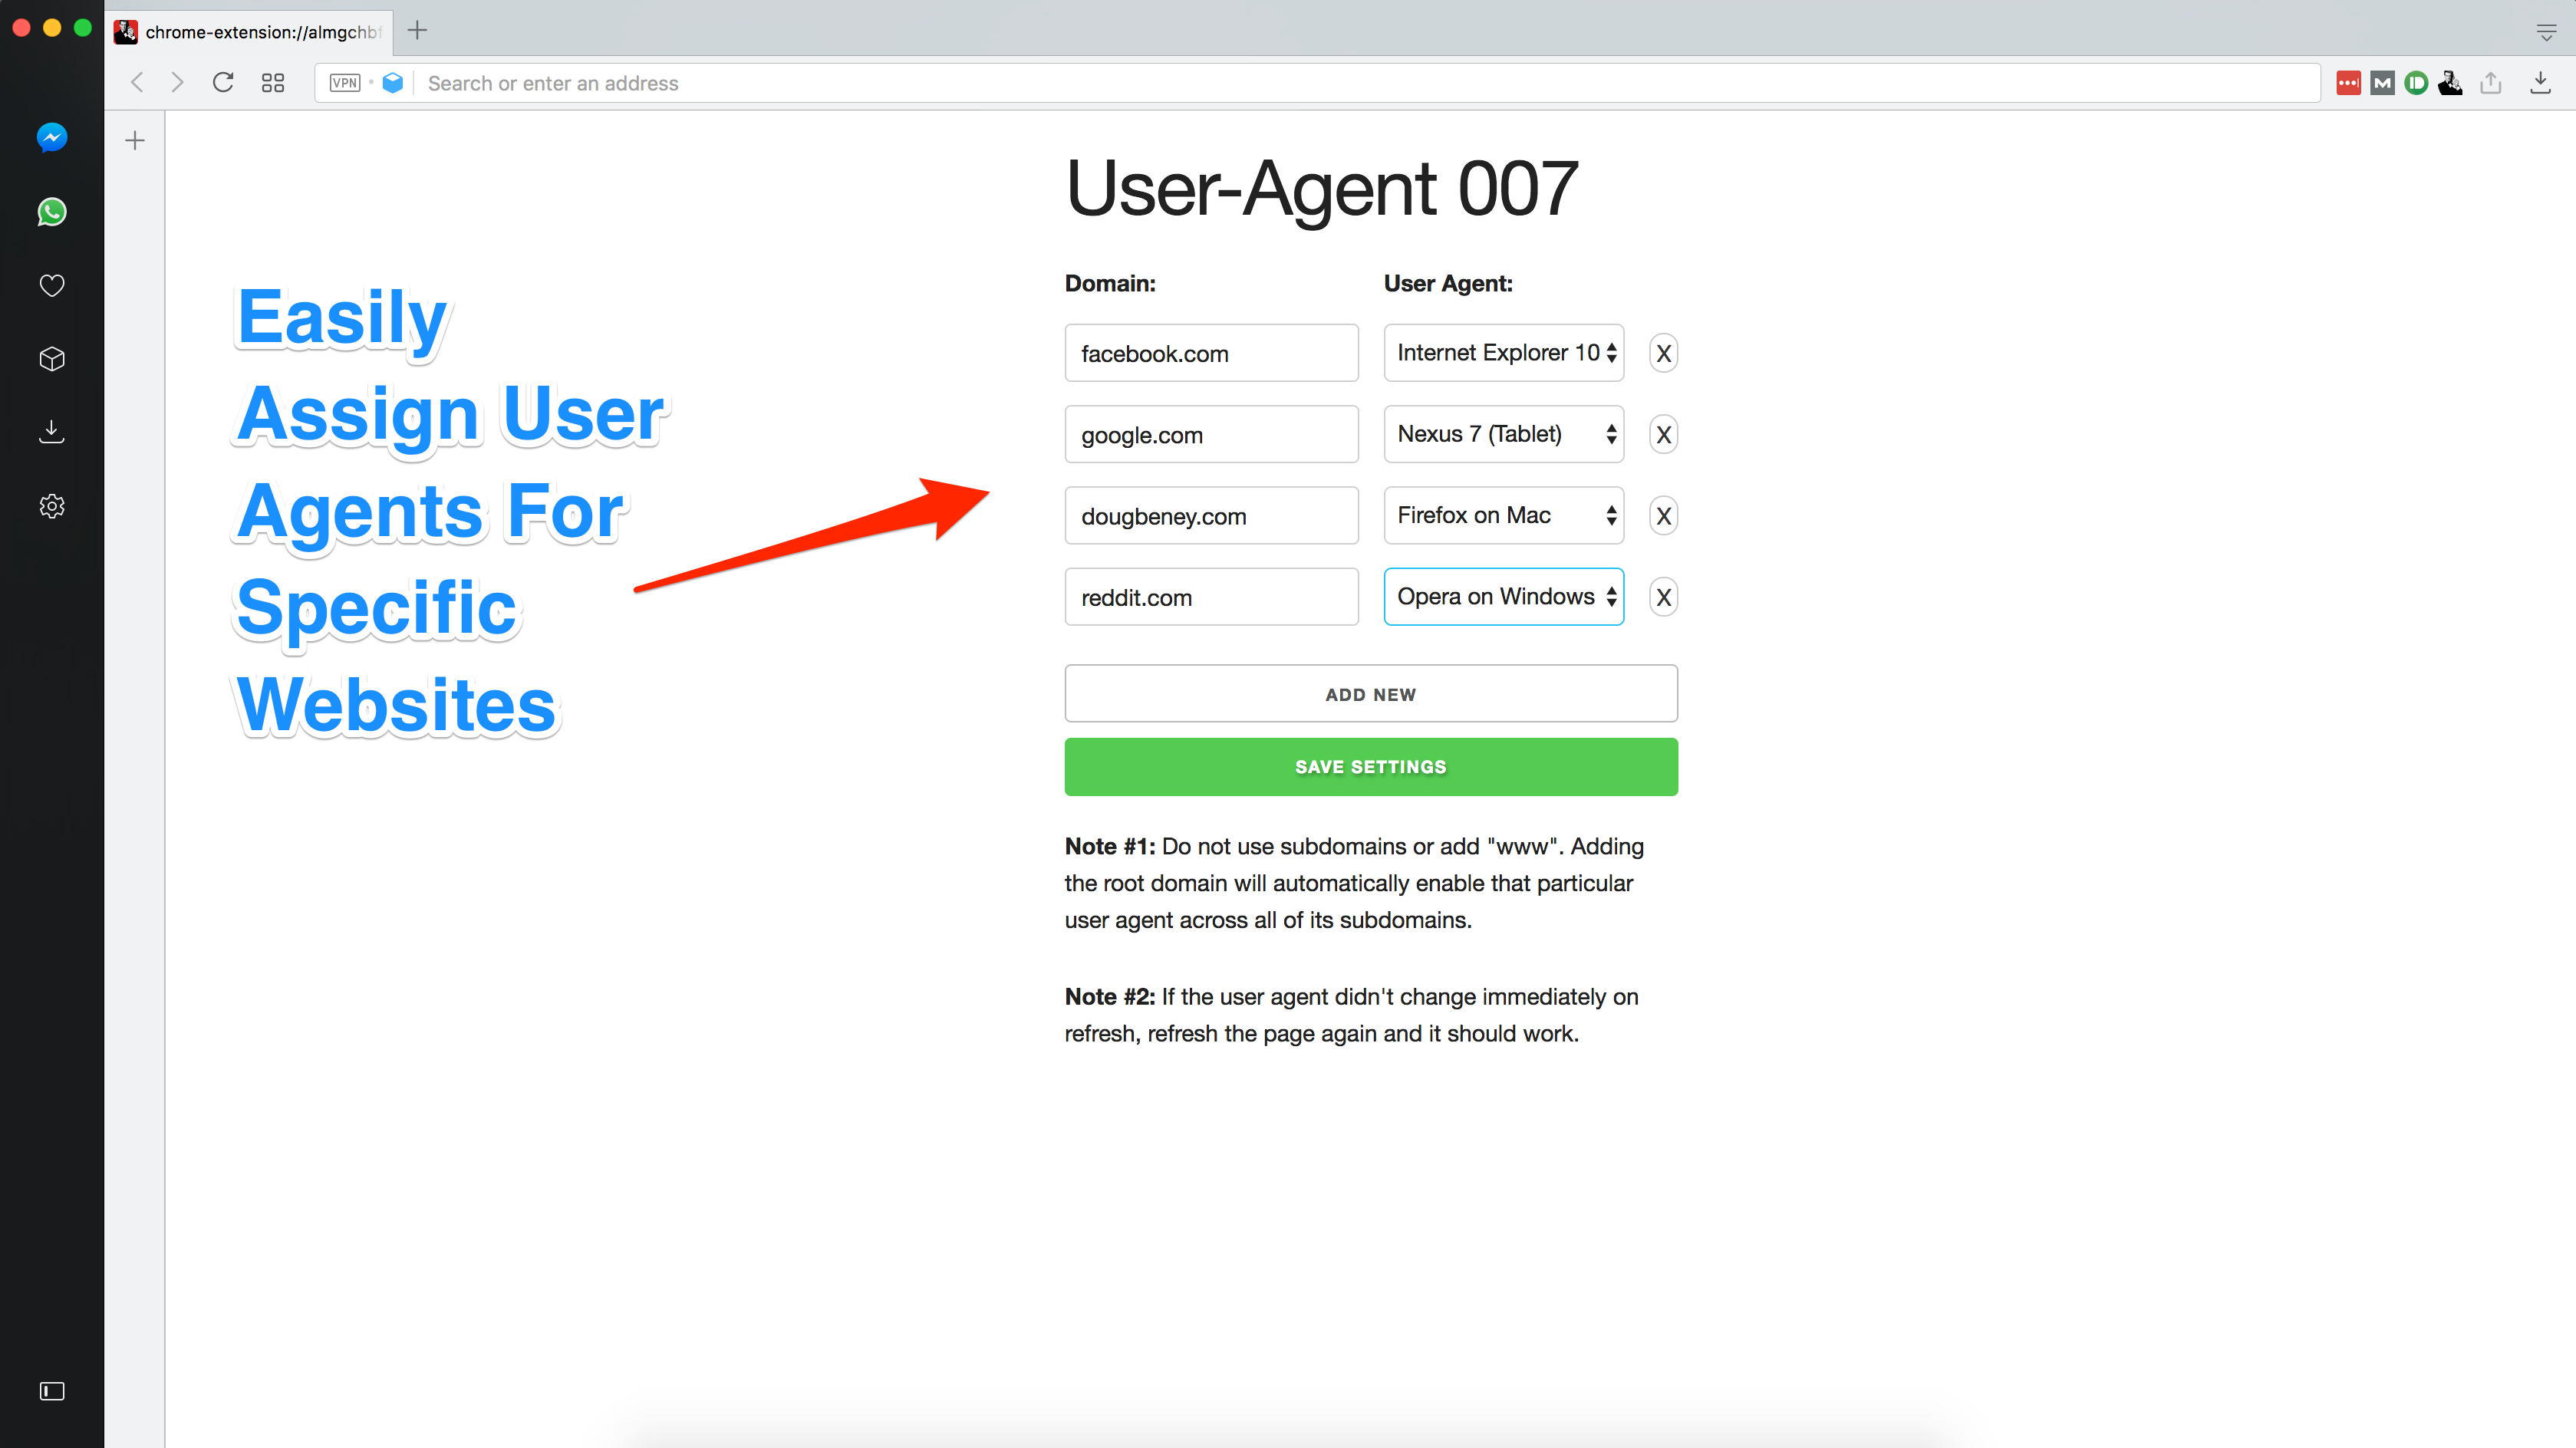 chrome-extension://almgchbf
VPN
Search or enter an address
User-Agent 007
Domain:
User Agent:
facebook.com
Internet Explorer 10
X
google.com
Nexus 7 (Tablet)
X
dougbeney.com
Firefox on Mac
X
reddit.com
Opera on Windows
X
ADD NEW
SAVE SETTINGS
Note #1: Do not use subdomains or add "www". Adding
the root domain will automatically enable that particular
user agent across all of its subdomains.
Note #2: If the user agent didn't change immediately on
refresh, refresh the page again and it should work.
Easily
Assign User
Agents For
Specific
Websites